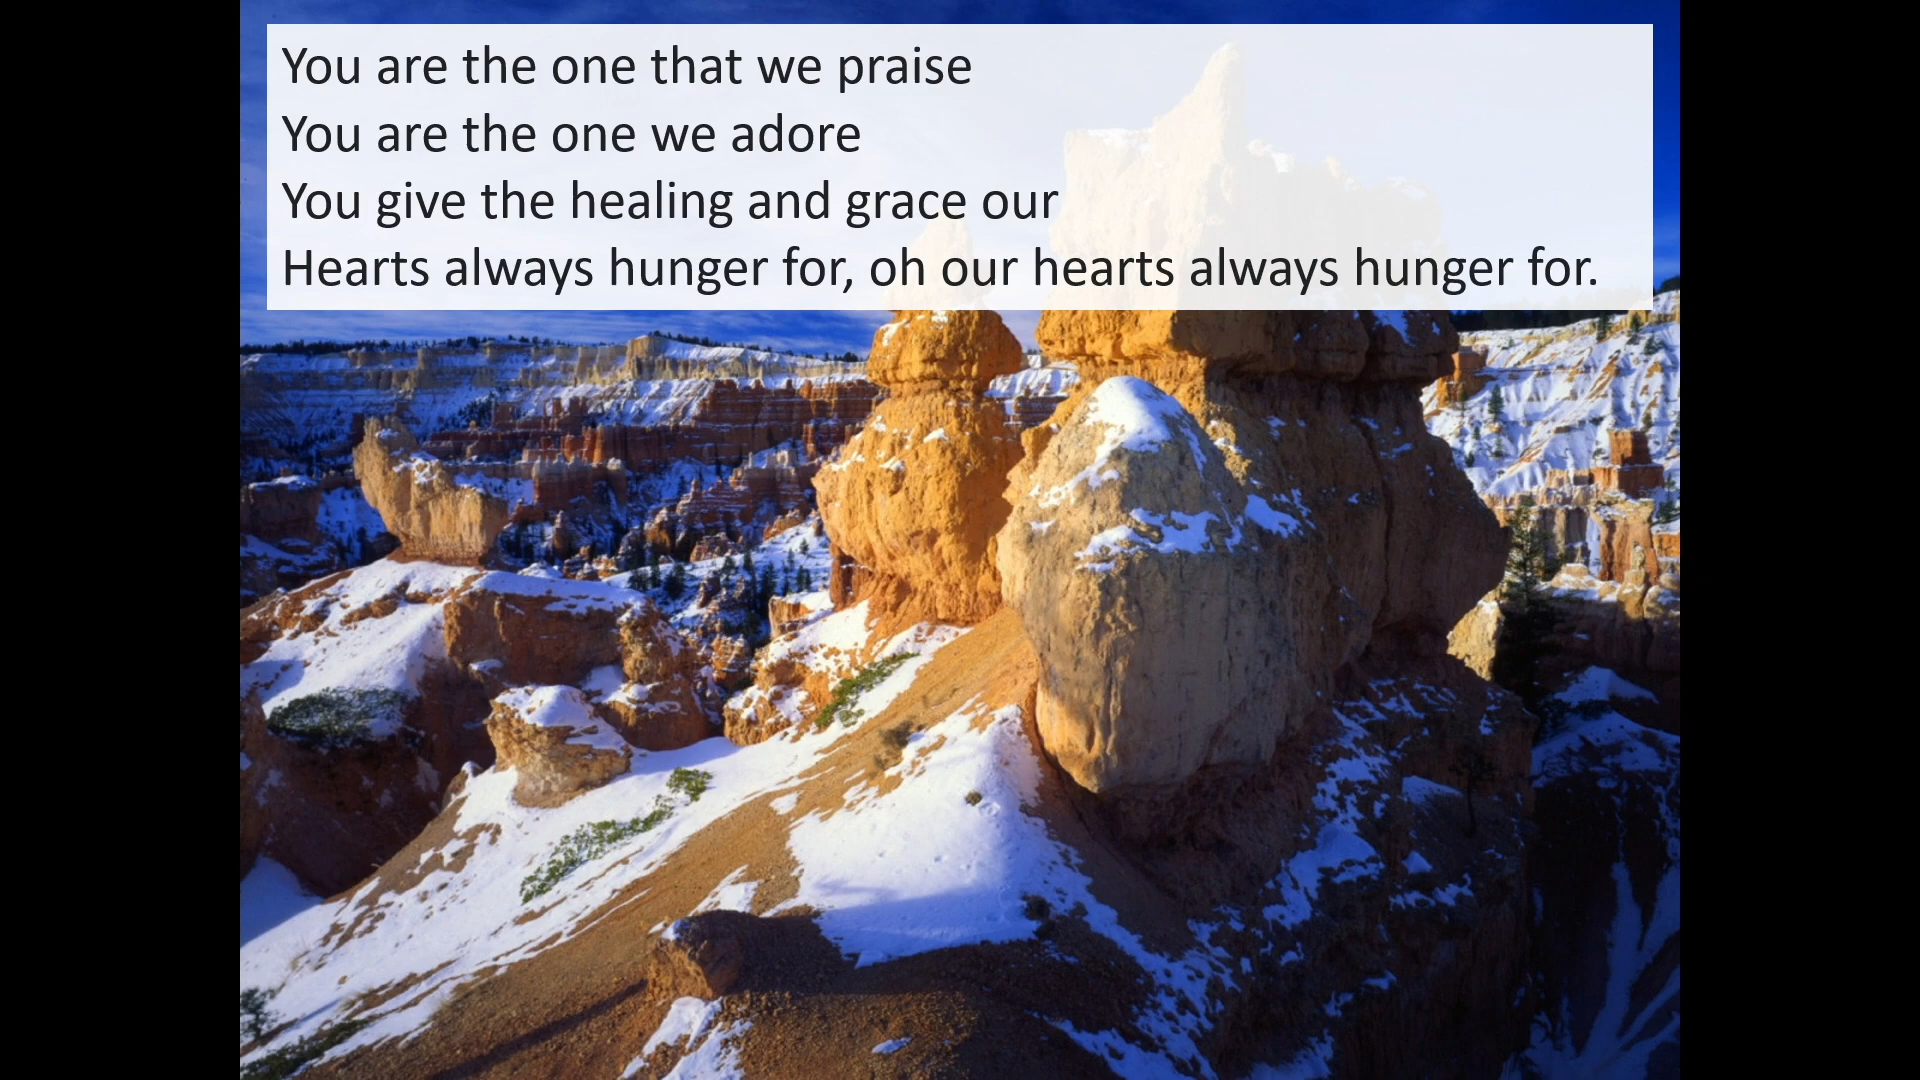 You are the one that we praise
You are the one we adore
You give the healing and grace our
Hearts always hunger for, oh our hearts always hunger for.